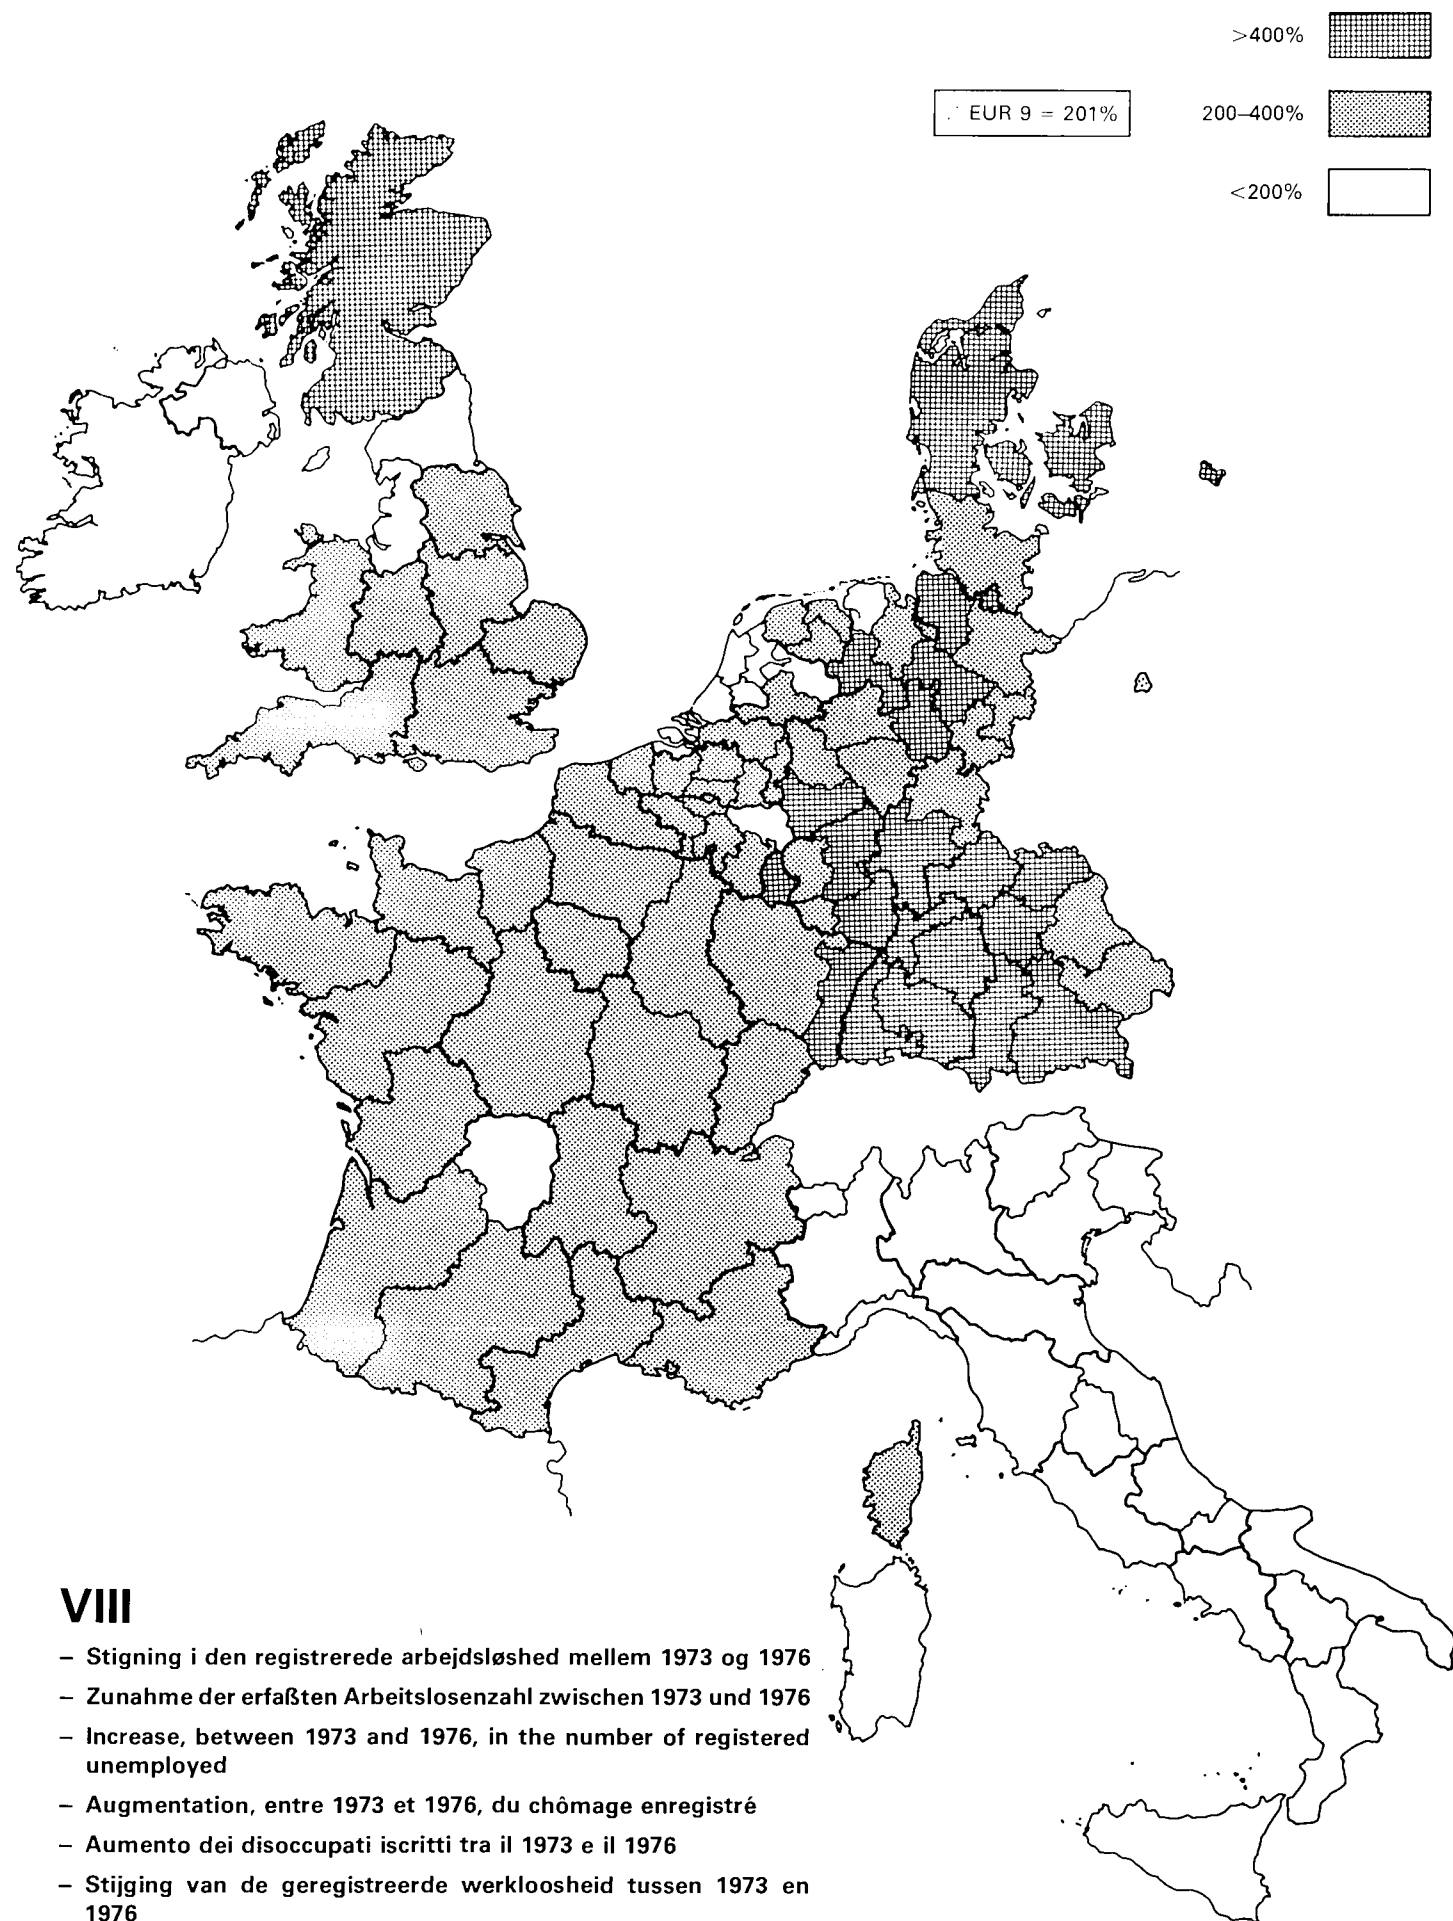 >400%
EUR 9 = 201%
200–400%
<200%
VIII
– Stigning i den registrerede arbejdsløshed mellem 1973 og 1976
– Zunahme der erfaßten Arbeitslosenzahl zwischen 1973 und 1976
– Increase, between 1973 and 1976, in the number of registered
unemployed
– Augmentation, entre 1973 et 1976, du chômage enregistré
– Aumento dei disoccupati iscritti tra il 1973 e il 1976
– Stijging van de geregistreerde werkloosheid tussen 1973 en
1976